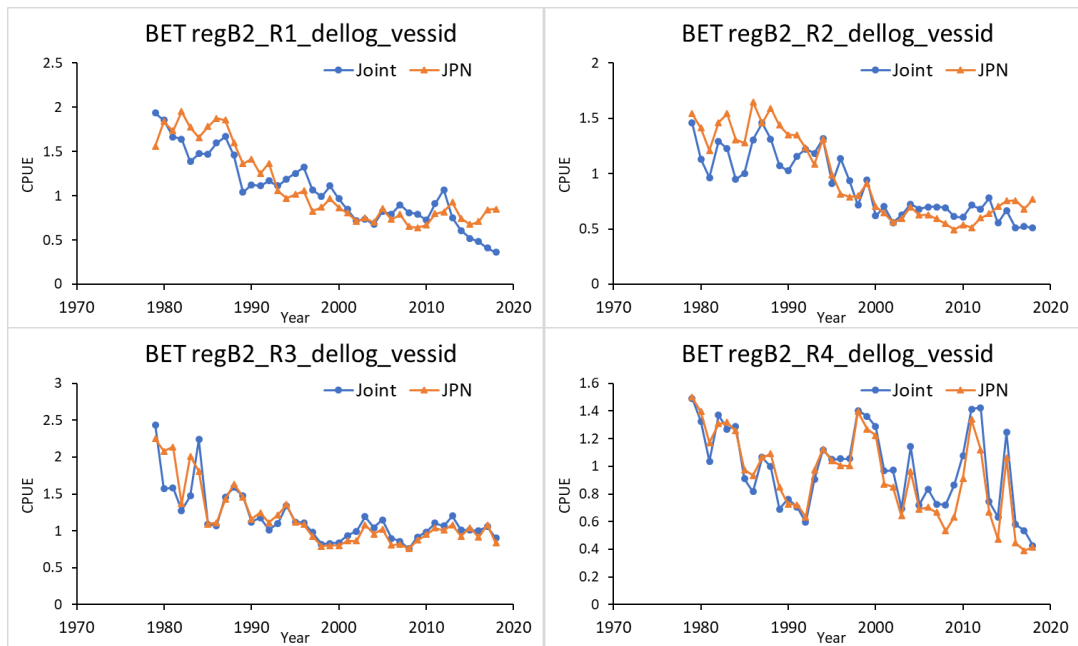 BET regB2_R1_dellog_vessid
Joint JPN
2.5
2
1.5
1
0.5
0
CPUE
1970 1980 1990 2000 2010 2020
Year
BET regB2_R2_dellog_vessid
Joint JPN
2
1.5
1
0.5
0
CPUE
1970 1980 1990 2000 2010 2020
Year
BET regB2_R3_dellog_vessid
Joint JPN
3
2.5
2
1.5
1
0.5
0
CPUE
1970 1980 1990 2000 2010 2020
Year
BET regB2_R4_dellog_vessid
Joint JPN
1.6
1.4
1.2
1
0.8
0.6
0.4
0.2
0
CPUE
1970 1980 1990 2000 2010 2020
Year